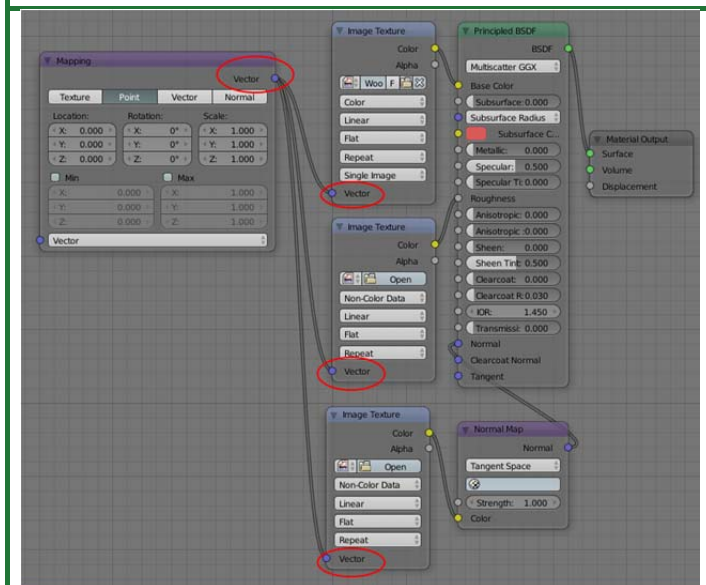 Mapping
Vector
Texture Point Vector Normal
Location: Rotation: Scale:
X: 0.000 X: 0° X: 1.000
Y: 0.000 Y: 0° Y: 1.000
Z: 0.000 Z: 0° Z: 1.000
Min Max
X: 0.000 X: 1.000
Y: 0.000 Y: 1.000
Z: 0.000 Z: 1.000
Vector
Image Texture
Color
Alpha
Woo F
Color
Linear
Flat
Repeat
Single Image
Vector
Image Texture
Color
Alpha
Open
Non-Color Data
Linear
Flat
Repeat
Vector
Image Texture
Color
Alpha
Open
Non-Color Data
Linear
Flat
Repeat
Vector
Principled BSDF
BSDF
Multiscatter GGX
Base Color
Subsurface: 0.000
Subsurface Radius
Subsurface C...
Metallic: 0.000
Specular: 0.500
Specular Ti: 0.000
Roughness
Anisotropic: 0.000
Anisotropic :0.000
Sheen: 0.000
Sheen Tint: 0.500
Clearcoat: 0.000
Clearcoat R: 0.030
IOR: 1.450
Transmissi: 0.000
Normal
Clearcoat Normal
Tangent
Normal Map
Normal
Tangent Space
Strength: 1.000
Color
Material Output
Surface
Volume
Displacement